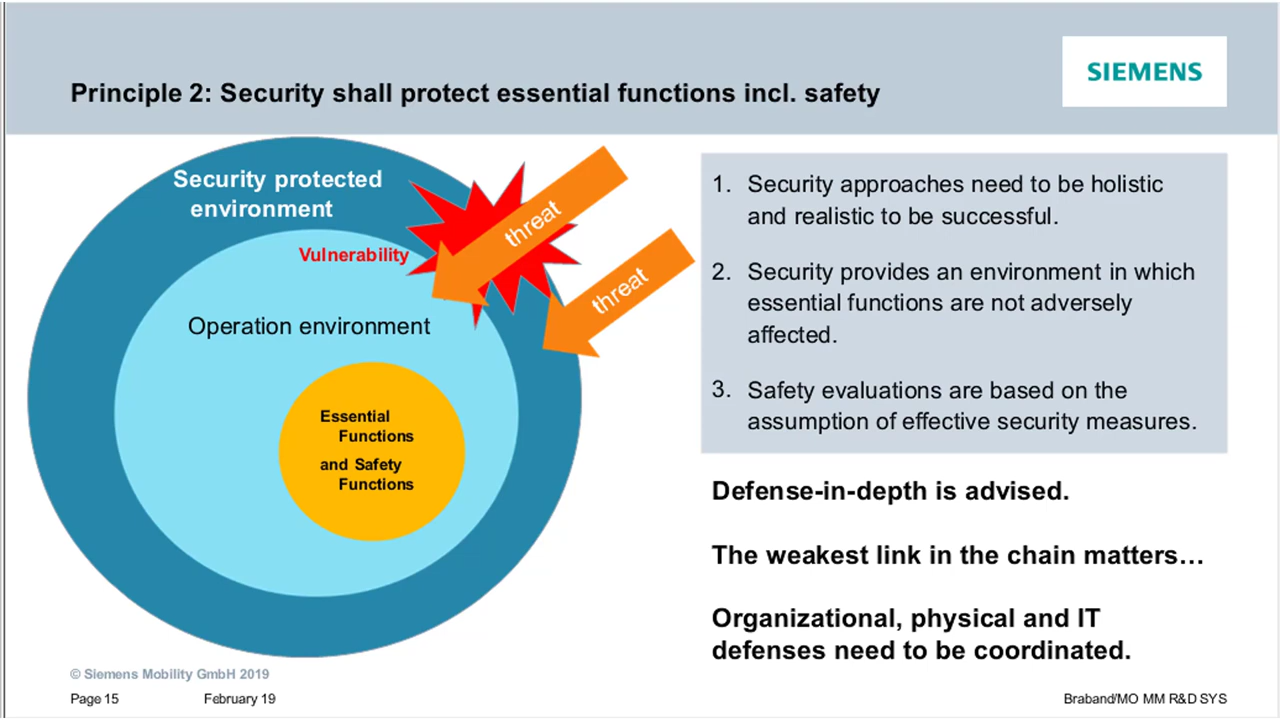 SIEMENS
Principle 2: Security shall protect essential functions incl. safety
Security protected
environment
Vulnerability
threat
threat
Operation environment
Essential
Functions
and Safety
Functions
1. Security approaches need to be holistic
and realistic to be successful.
2. Security provides an environment in which
essential functions are not adversely
affected.
3. Safety evaluations are based on the
assumption of effective security measures.
Defense-in-depth is advised.
The weakest link in the chain matters…
Organizational, physical and IT
defenses need to be coordinated.
© Siemens Mobility GmbH 2019
Page 15 February 19 Braband/MO MM R&D SYS